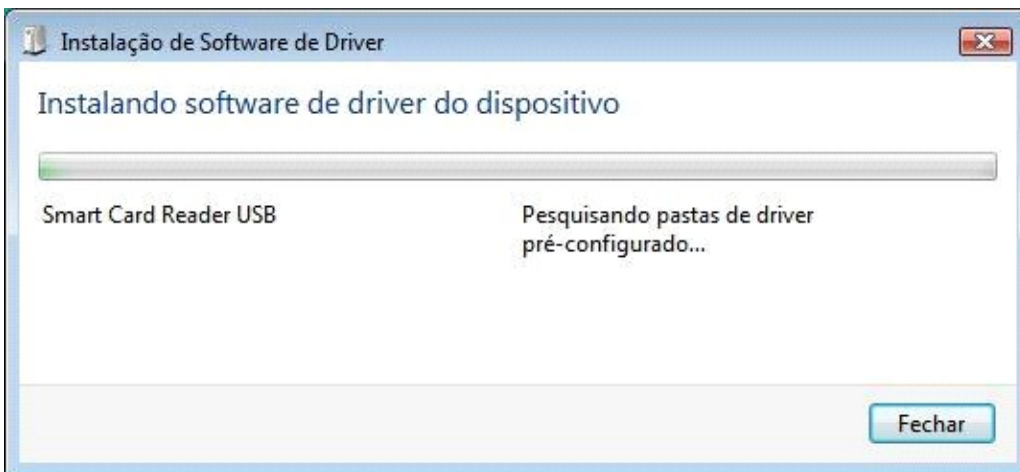 Instalação de Software de Driver
Instalando software de driver do dispositivo
Smart Card Reader USB
Pesquisando pastas de driver
pré-configurado...
Fechar